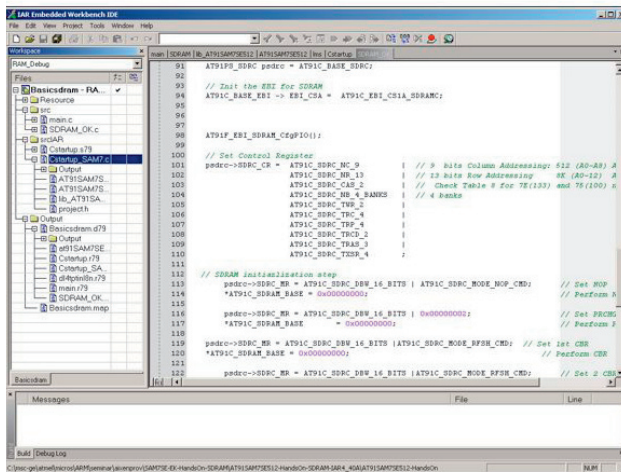 IAR Embedded Workbench IDE
File Edit View Project Tools Window Help
Workspace
RAM_Debug
Files
Basicsdram - RA...
Resource
src
main.c
SDRAM_OK.c
srcIAR
Cstartup.s79
Cstartup_SAM7.c
Output
AT91SAM7S...
AT91SAM7S...
lib_AT91SA...
project.h
Output
Basicsdram.d79
Output
at91SAM7SE...
Cstartup.r79
Cstartup_SA...
main.r79
SDRAM_OK...
Basicsdram.map
Basicsdram
main | SDRAM | lib_AT91SAM7SE512 | AT91SAM7SE512 | Cstartup
91 AT91PS_SDRC psdrc = AT91C_BASE_SDRC;
92
93 // Init the EBI for SDRAM
94 AT91C_BASE_EBI -> EBI_CSA = AT91C_EBI_CS1A_SDRAMC;
95
96
97
98 AT91F_EBI_SDRAM_CfgPIO();
99
100 // Set Control Register
101 psdrc->SDRC_CR = AT91C_SDRC_NC_9 | // 9 bits Column Addressing: 512 (A0-A8)
102 AT91C_SDRC_NR_13 | // 13 bits Row Addressing 8K (A0-12)
103 AT91C_SDRC_CAS_2 | // Check Table 8 for 7E(133) and 75(100)
104 AT91C_SDRC_NB_4_BANKS | // 4 banks
105 AT91C_SDRC_TWR_2 |
106 AT91C_SDRC_TRC_4 |
107 AT91C_SDRC_TRP_4 |
108 AT91C_SDRC_TRCD_2 |
109 AT91C_SDRC_TRAS_3 |
110 AT91C_SDRC_TXSR_4 ;
111
112 // SDRAM initianlization step
113 psdrc->SDRC_MR = AT91C_SDRC_DBW_16_BITS | AT91C_SDRC_MODE_NOP_CMD; // Set NOP
114 *AT91C_SDRAM_BASE = 0x00000000; // Perform
115
116 psdrc->SDRC_MR = AT91C_SDRC_DBW_16_BITS | 0x00000002; // Set PRCHG
117 *AT91C_SDRAM_BASE = 0x00000000; // Perform
118
119 psdrc->SDRC_MR = AT91C_SDRC_DBW_16_BITS |AT91C_SDRC_MODE_RFSH_CMD; // Set 1st CBR
120 *AT91C_SDRAM_BASE = 0x00000000; // Perform CBR
121
122 psdrc->SDRC_MR = AT91C_SDRC_DBW_16_BITS |AT91C_SDRC_MODE_RFSH_CMD; // Set 2 CBR
Messages File Line
Build Debug Log
NUM